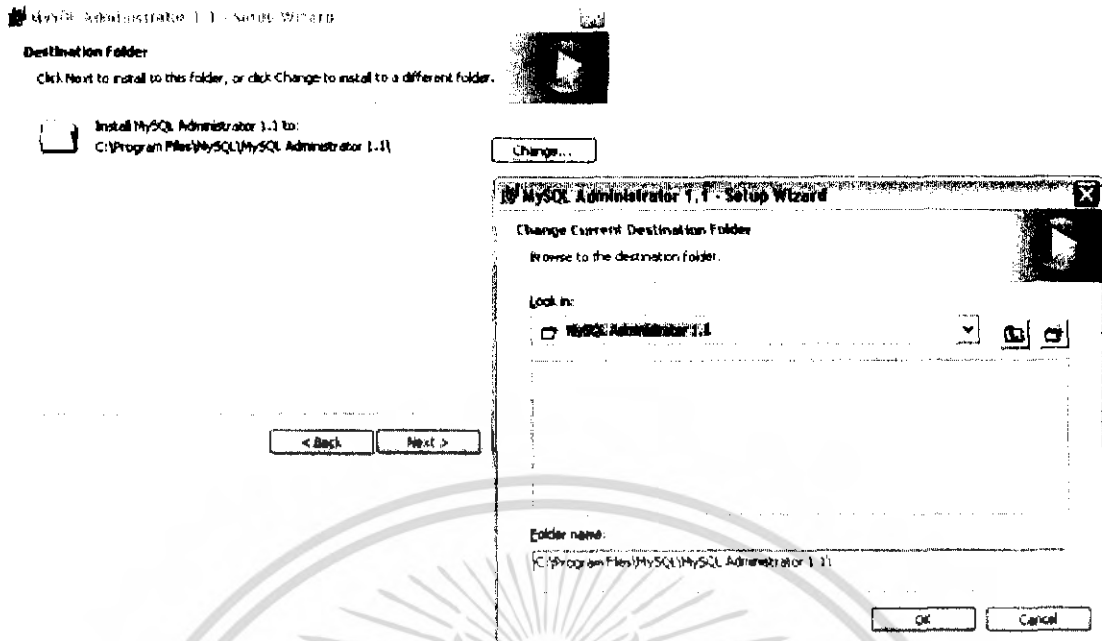 MySQL Administrator 1.1 - Setup Wizard
Destination Folder
Click Next to install to this folder, or click Change to install to a different folder.
Install MySQL Administrator 1.1 to:
C:\Program Files\MySQL\MySQL Administrator 1.1\
Change...
< Back
Next >
MySQL Administrator 1.1 - Setup Wizard
Change Current Destination Folder
Browse to the destination folder.
Look in:
MySQL Administrator 1.1
Folder name:
C:\Program Files\MySQL\MySQL Administrator 1.1\
OK
Cancel